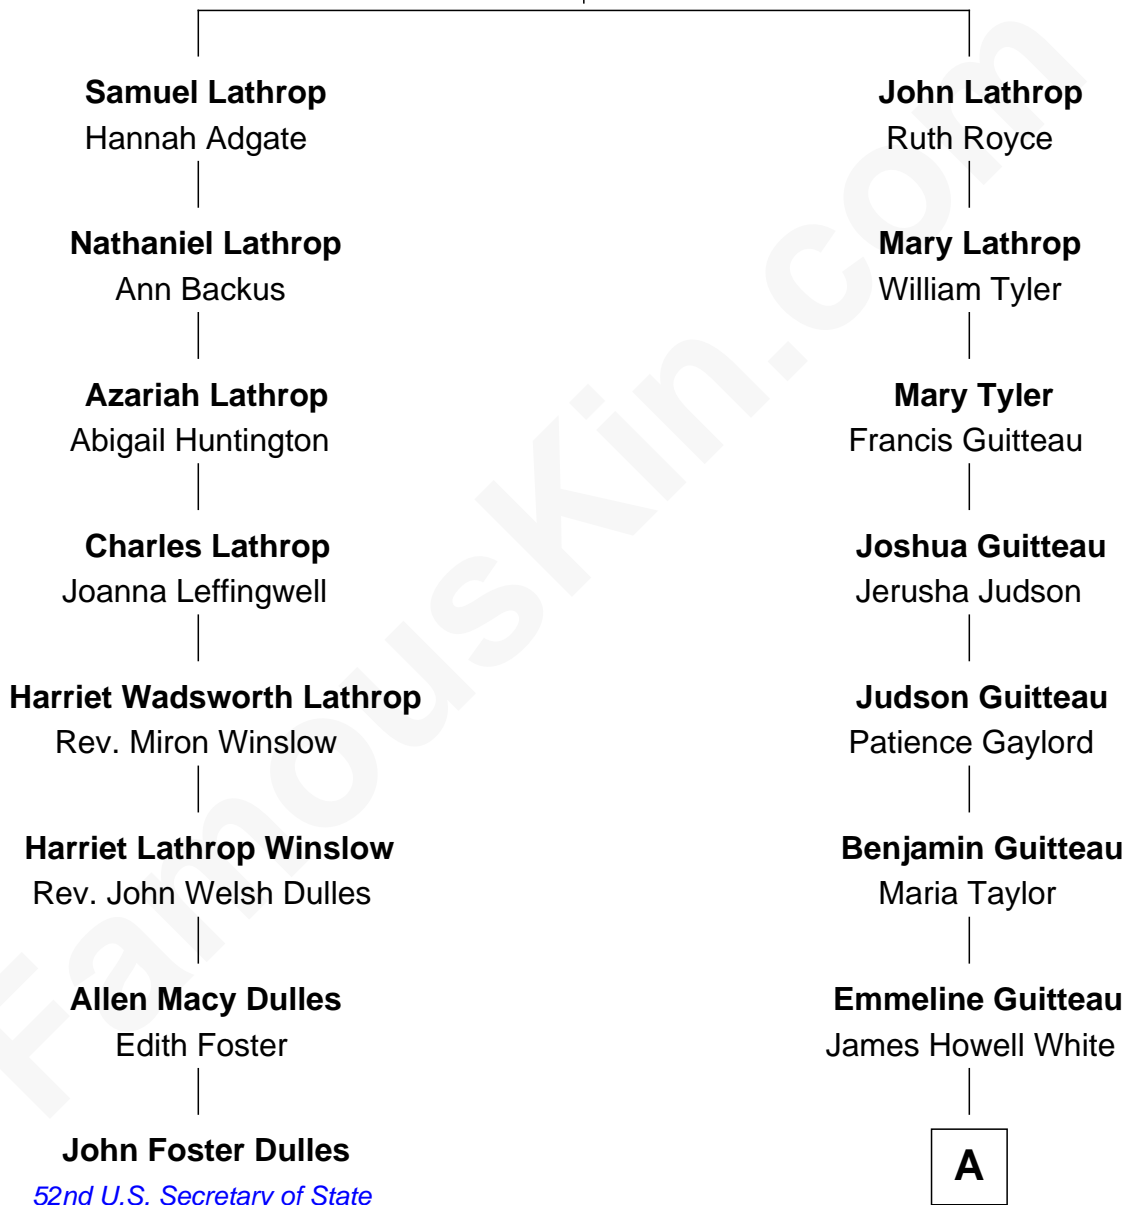 Samuel Lathrop
Hannah Adgate
John Lathrop
Ruth Royce
Nathaniel Lathrop
Ann Backus
Mary Lathrop
William Tyler
Azariah Lathrop
Abigail Huntington
Mary Tyler
Francis Guitteau
Charles Lathrop
Joanna Leffingwell
Joshua Guitteau
Jerusha Judson
Harriet Wadsworth Lathrop
Rev. Miron Winslow
Judson Guitteau
Patience Gaylord
Harriet Lathrop Winslow
Rev. John Welsh Dulles
Benjamin Guitteau
Maria Taylor
Allen Macy Dulles
Edith Foster
Emmeline Guitteau
James Howell White
John Foster Dulles
52nd U.S. Secretary of State
A
FamousKin.com